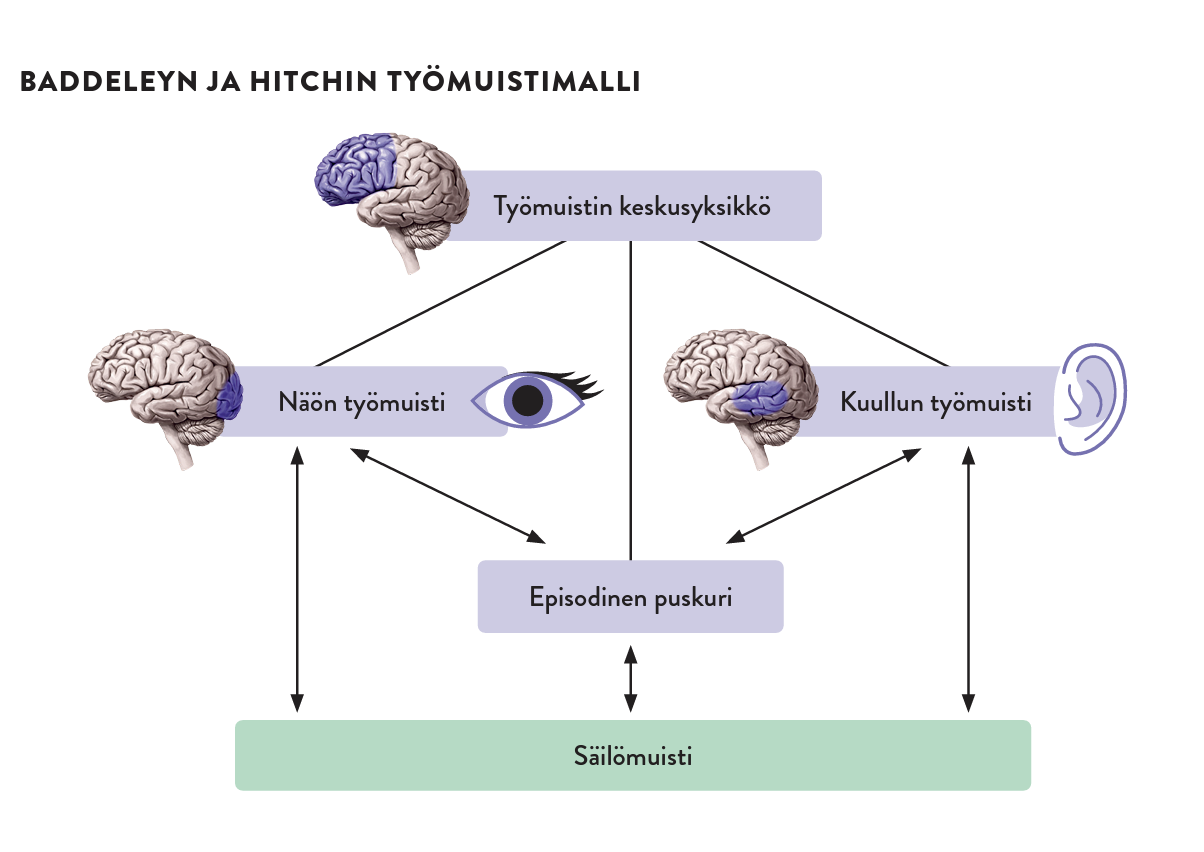 BADDELEYN JA HITCHIN TYÖMUISTIMALLI
Työmuistin keskusyksikkö
Näön työmuisti
Kuullun työmuisti
Episodinen puskuri
Säilömuisti